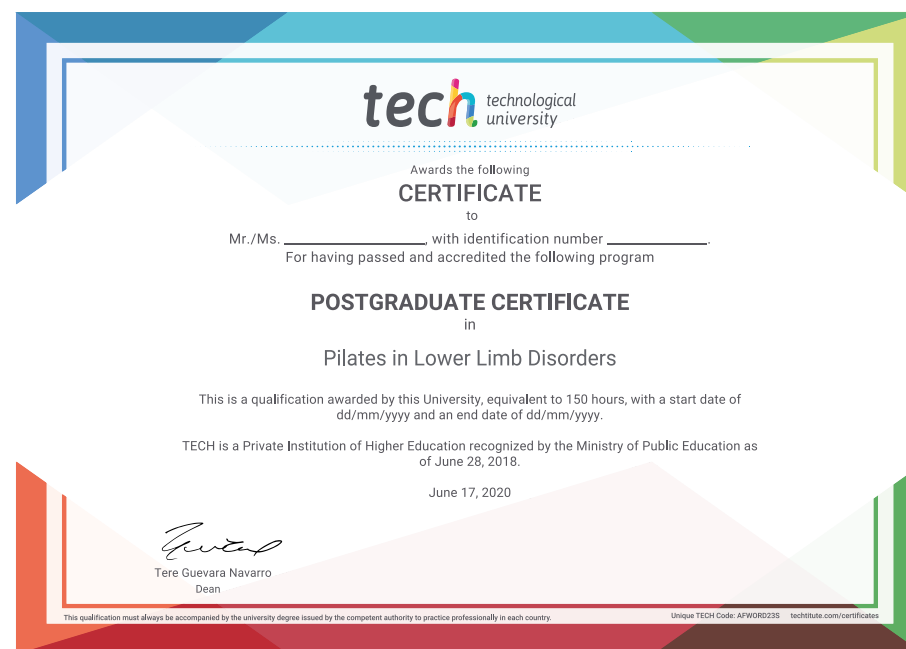 tech technological
university
Awards the following
CERTIFICATE
to
Mr./Ms. ____________, with identification number ____________.
For having passed and accredited the following program
POSTGRADUATE CERTIFICATE
in
Pilates in Lower Limb Disorders
This is a qualification awarded by this University, equivalent to 150 hours, with a start date of
dd/mm/yyyy and an end date of dd/mm/yyyy.
TECH is a Private Institution of Higher Education recognized by the Ministry of Public Education as
of June 28, 2018.
June 17, 2020
Tere Guevara Navarro
Dean
This qualification must always be accompanied by the university degree issued by the competent authority to practice professionally in each country.
Unique TECH Code: AFWORD23S techtitute.com/certificates